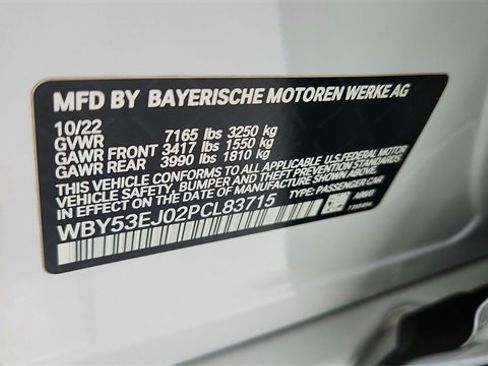 MFD BY BAYERISCHE MOTOREN WERKE AG
10/22
GVWR 7165 lbs 3250 kg
GAWR FRONT 3417 lbs 1550 kg
GAWR REAR 3990 lbs 1810 kg
THIS VEHICLE CONFORMS TO ALL APPLICABLE U.S. FEDERAL MOTOR
VEHICLE SAFETY, BUMPER AND THEFT PREVENTION STANDARDS IN
EFFECT ON THE DATE OF MANUFACTURE SHOWN ABOVE.
WBY53EJ02PCL83715 TYPE: PASSENGER CAR